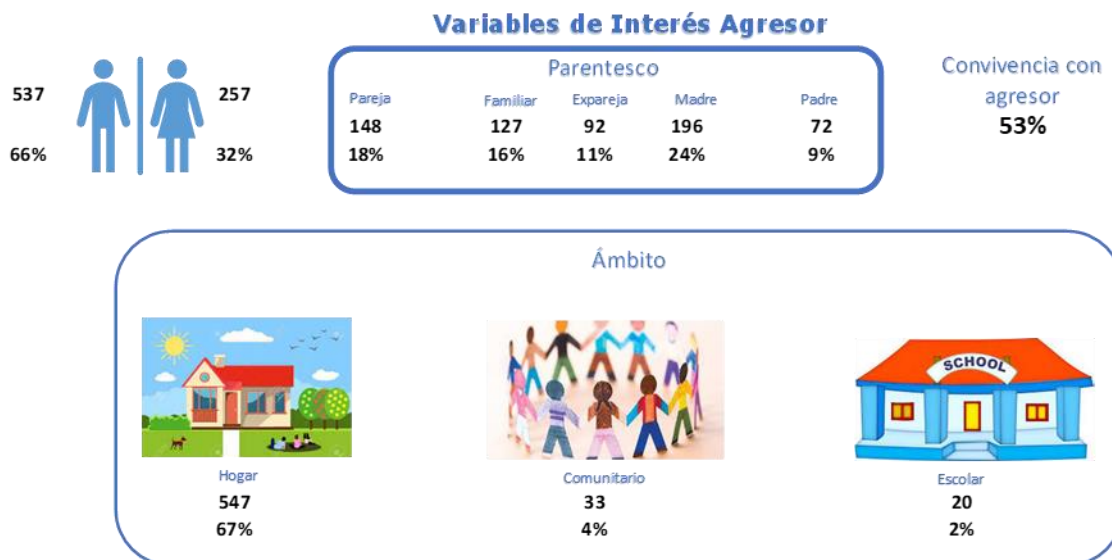 Variables de Interés Agresor
537
66%
257
32%
Parentesco
Pareja Familiar Expareja Madre Padre
148 127 92 196 72
18% 16% 11% 24% 9%
Convivencia con
agresor
53%
Ámbito
SCHOOL
Hogar Comunitario Escolar
547 33 20
67% 4% 2%